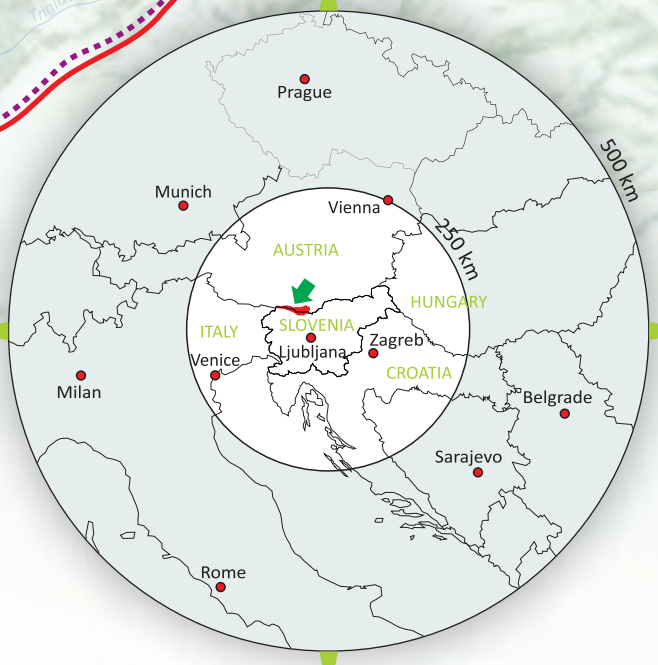 Triglav
Prague
500 km
Munich
Vienna
250 km
AUSTRIA
HUNGARY
ITALY
SLOVENIA
Ljubljana
Zagreb
Venice
CROATIA
Milan
Belgrade
Sarajevo
Rome